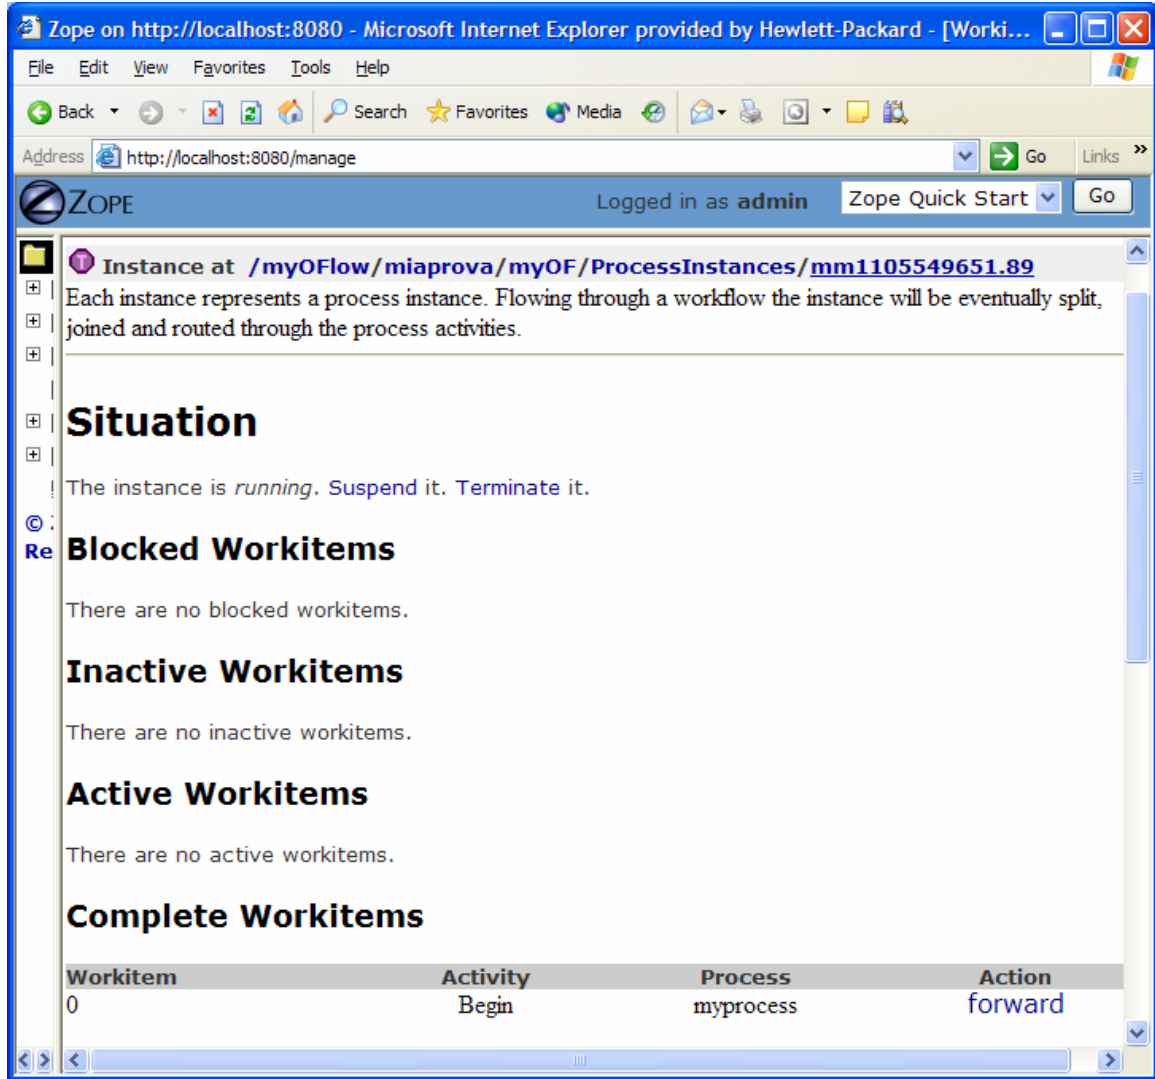 Zope on http://localhost:8080 - Microsoft Internet Explorer provided by Hewlett-Packard - [Worki...
File Edit View Favorites Tools Help
Back Search Favorites Media
Address http://localhost:8080/manage Go Links »
ZOPE Logged in as admin Zope Quick Start Go
T Instance at /myOFlow/miaprova/myOF/ProcessInstances/mm1105549651.89
Each instance represents a process instance. Flowing through a workflow the instance will be eventually split,
joined and routed through the process activities.
Situation
The instance is running. Suspend it. Terminate it.
©
Re
Blocked Workitems
There are no blocked workitems.
Inactive Workitems
There are no inactive workitems.
Active Workitems
There are no active workitems.
Complete Workitems
Workitem Activity Process Action
0 Begin myprocess forward